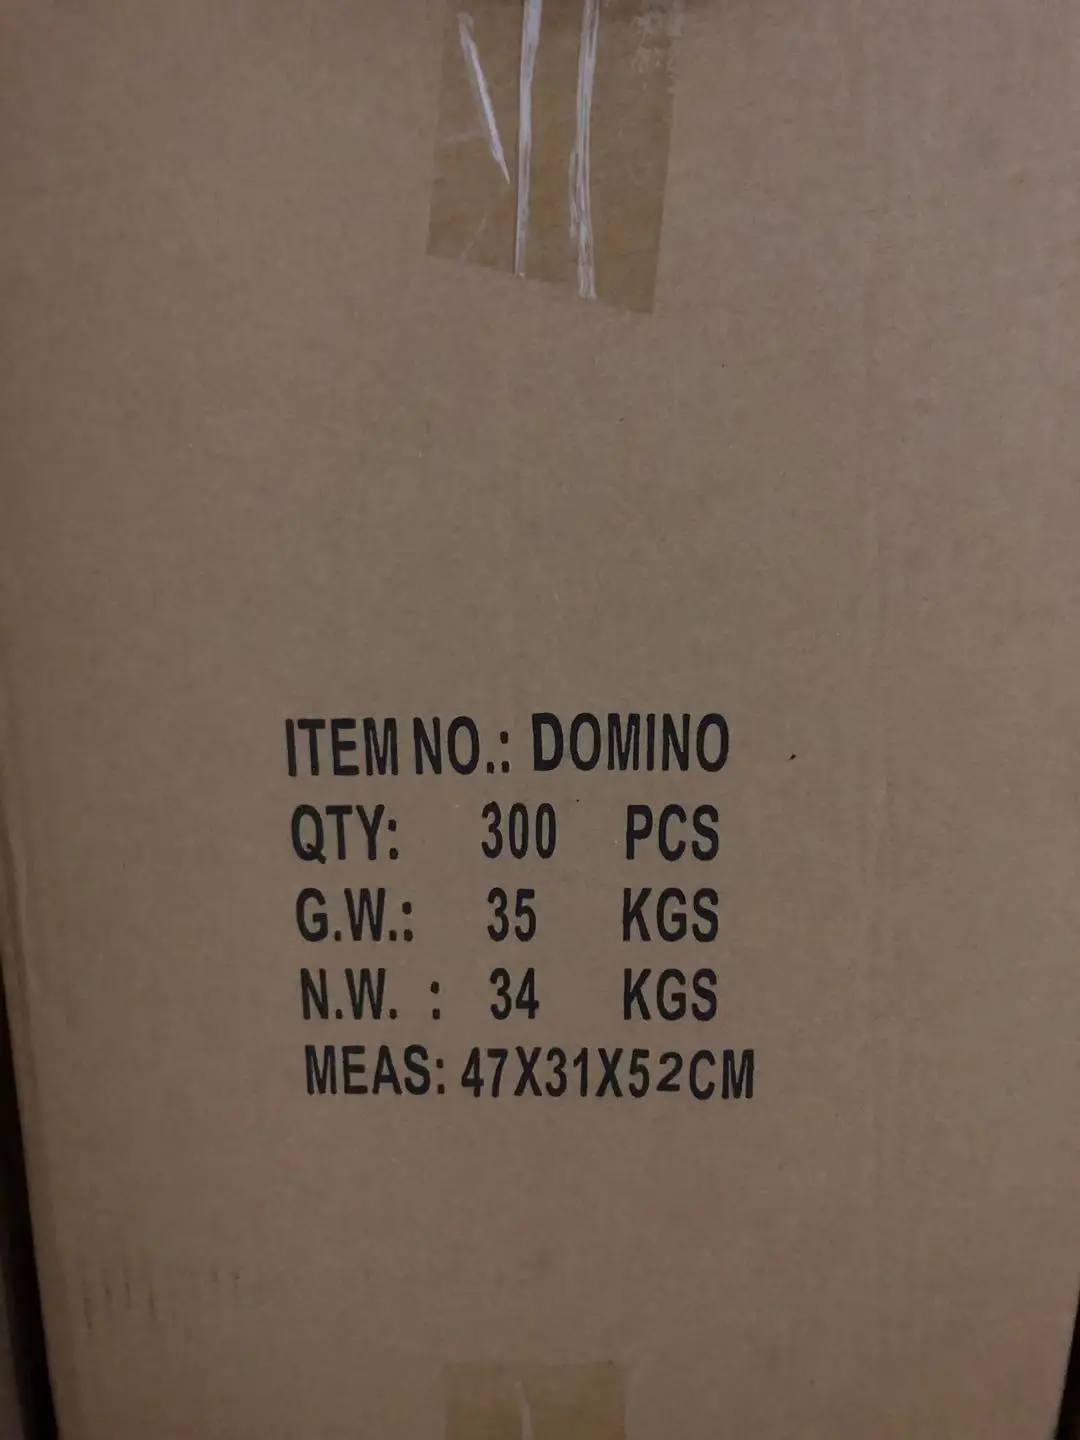 ITEM NO.: DOMINO
QTY: 300 PCS
G.W.: 35 KGS
N.W. : 34 KGS
MEAS: 47X31X52CM